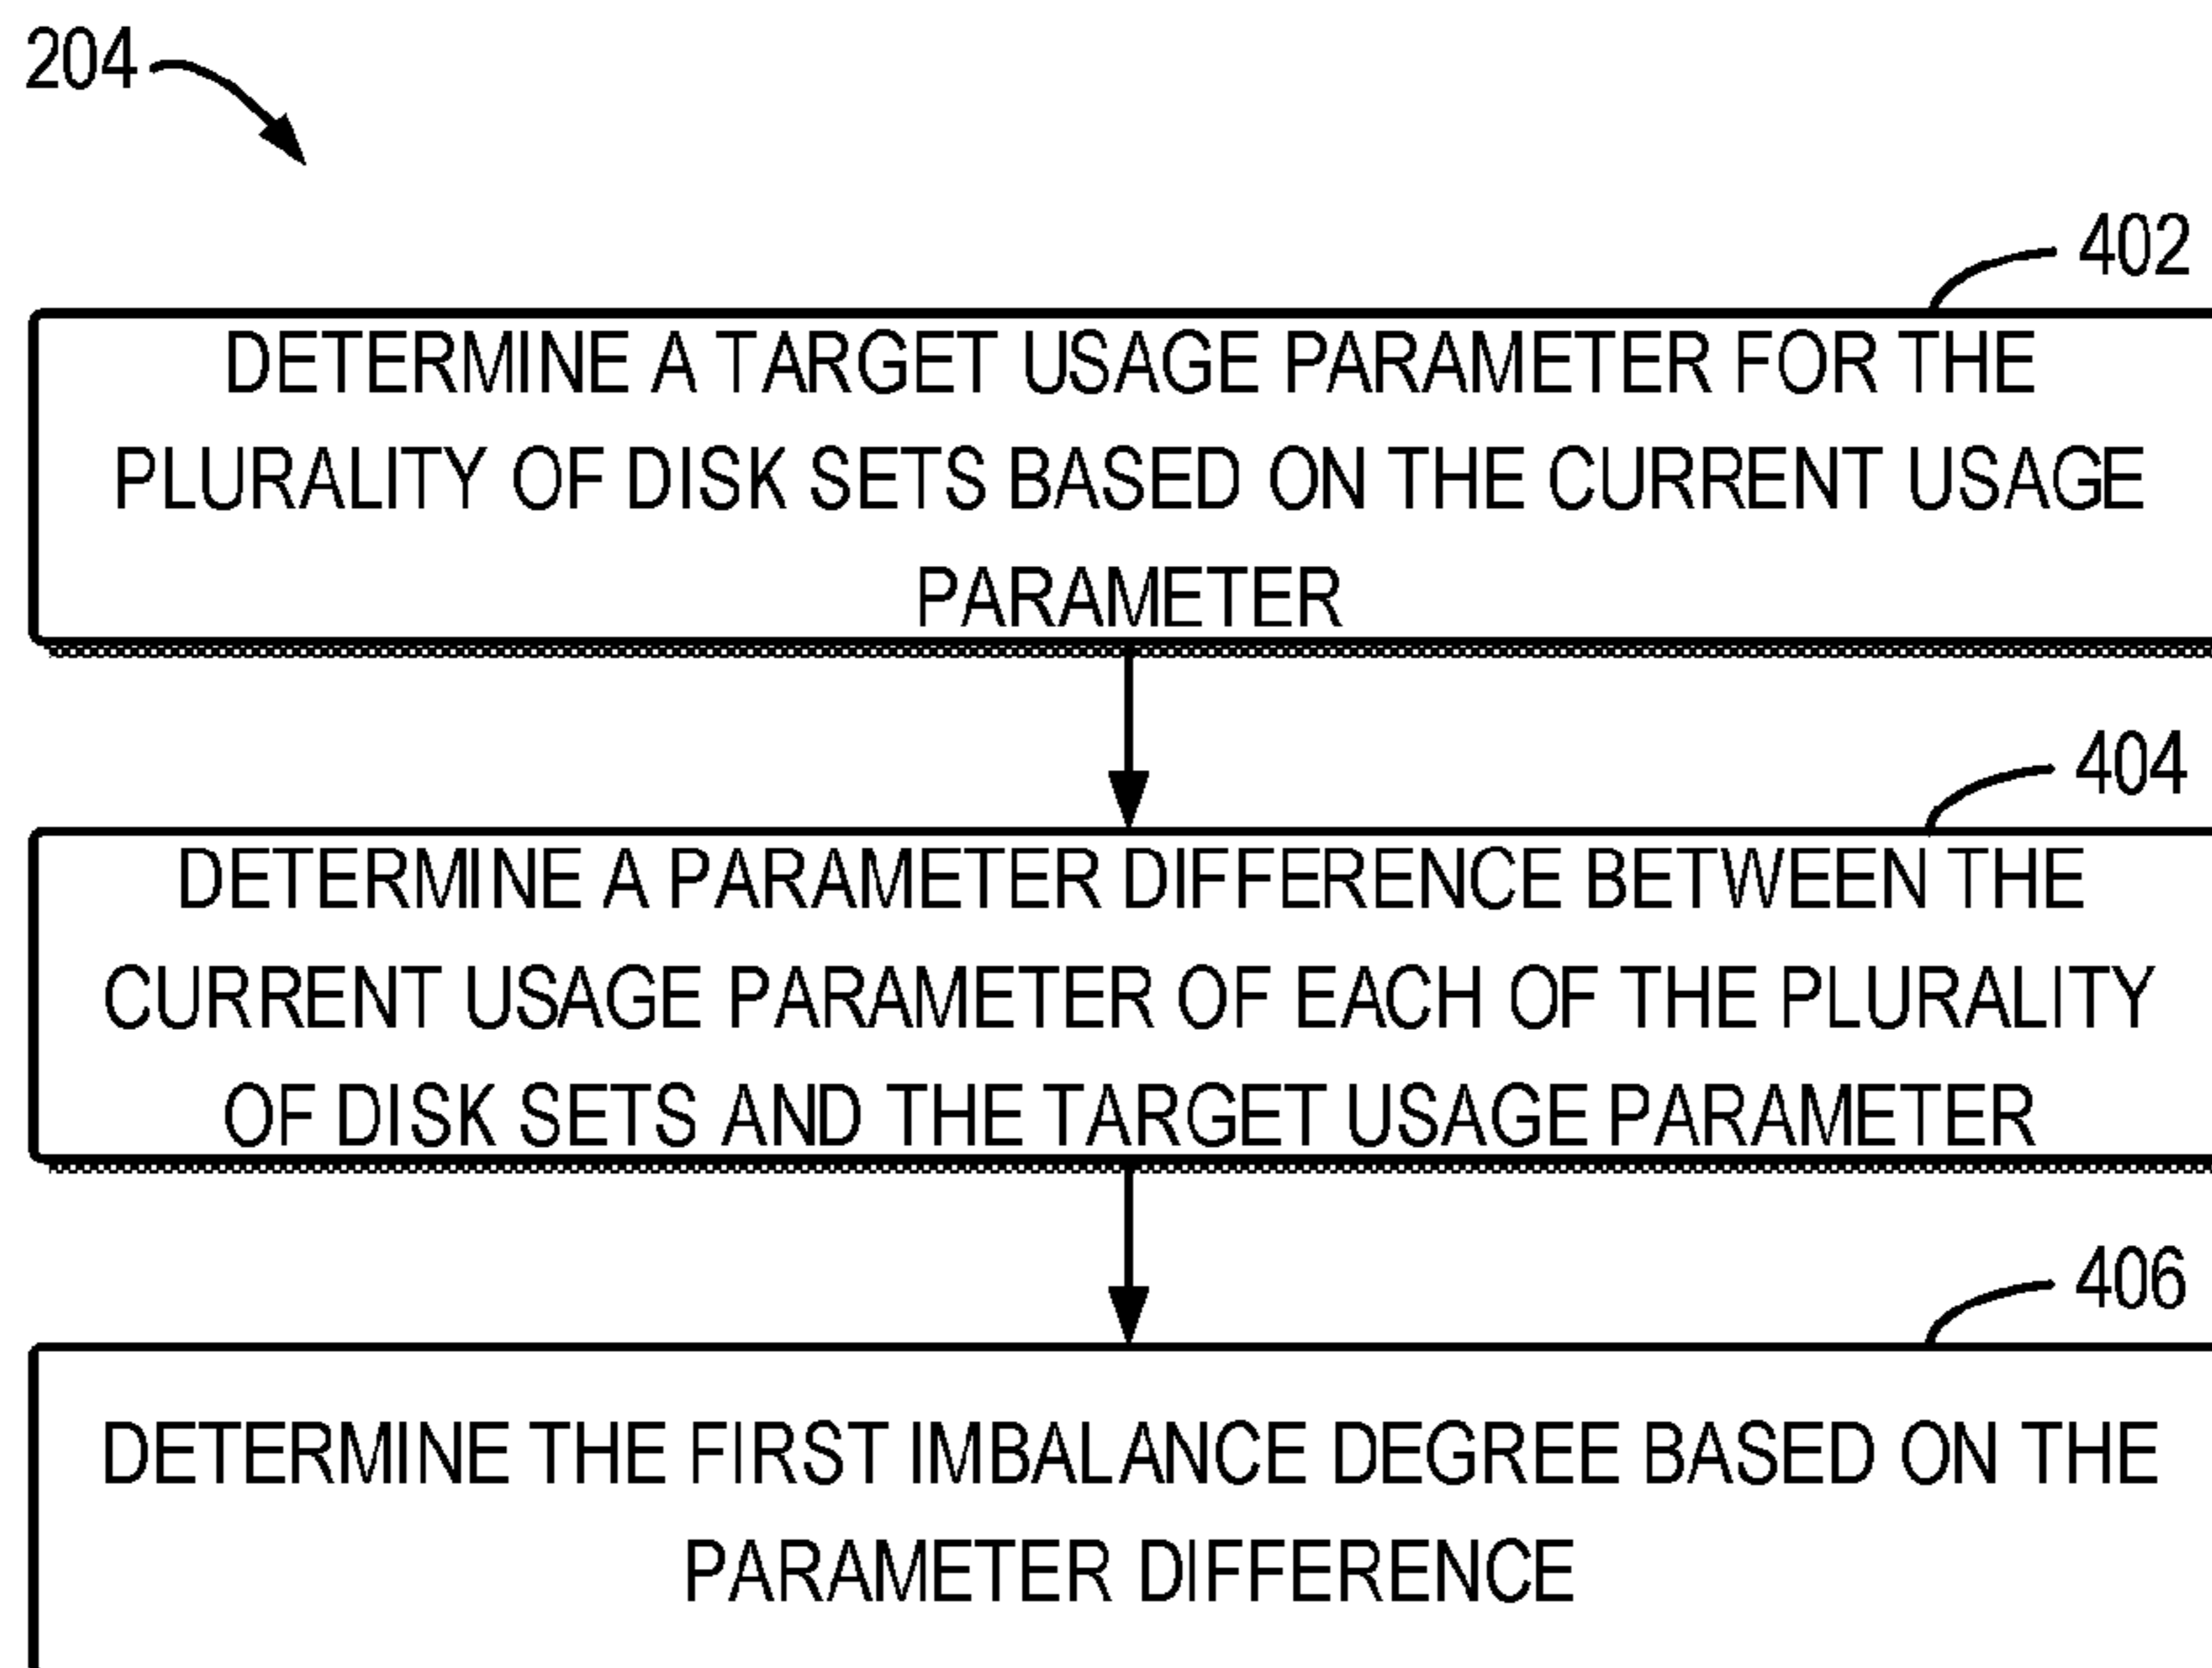 204
402
DETERMINE A TARGET USAGE PARAMETER FOR THE
PLURALITY OF DISK SETS BASED ON THE CURRENT USAGE
PARAMETER
404
DETERMINE A PARAMETER DIFFERENCE BETWEEN THE
CURRENT USAGE PARAMETER OF EACH OF THE PLURALITY
OF DISK SETS AND THE TARGET USAGE PARAMETER
406
DETERMINE THE FIRST IMBALANCE DEGREE BASED ON THE
PARAMETER DIFFERENCE